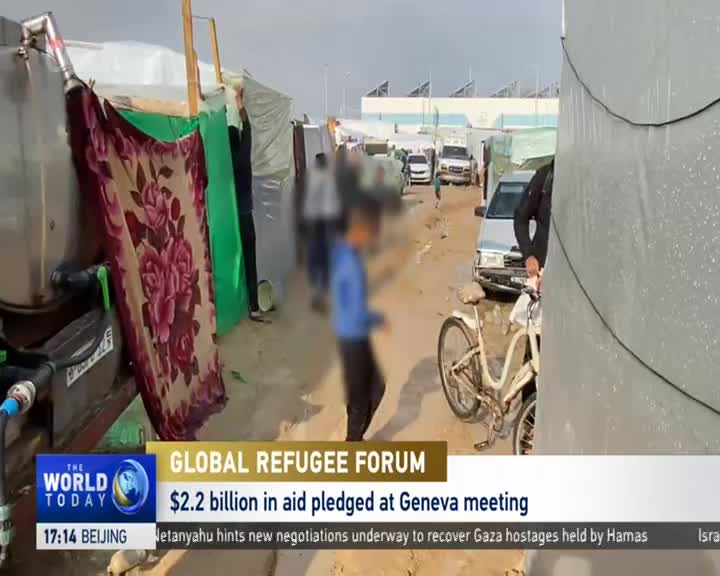 GLOBAL REFUGEE FORUM
THE
WORLD
TODAY
$2.2 billion in aid pledged at Geneva meeting
17:14 BEIJING
Netanyahu hints new negotiations underway to recover Gaza hostages held by Hamas